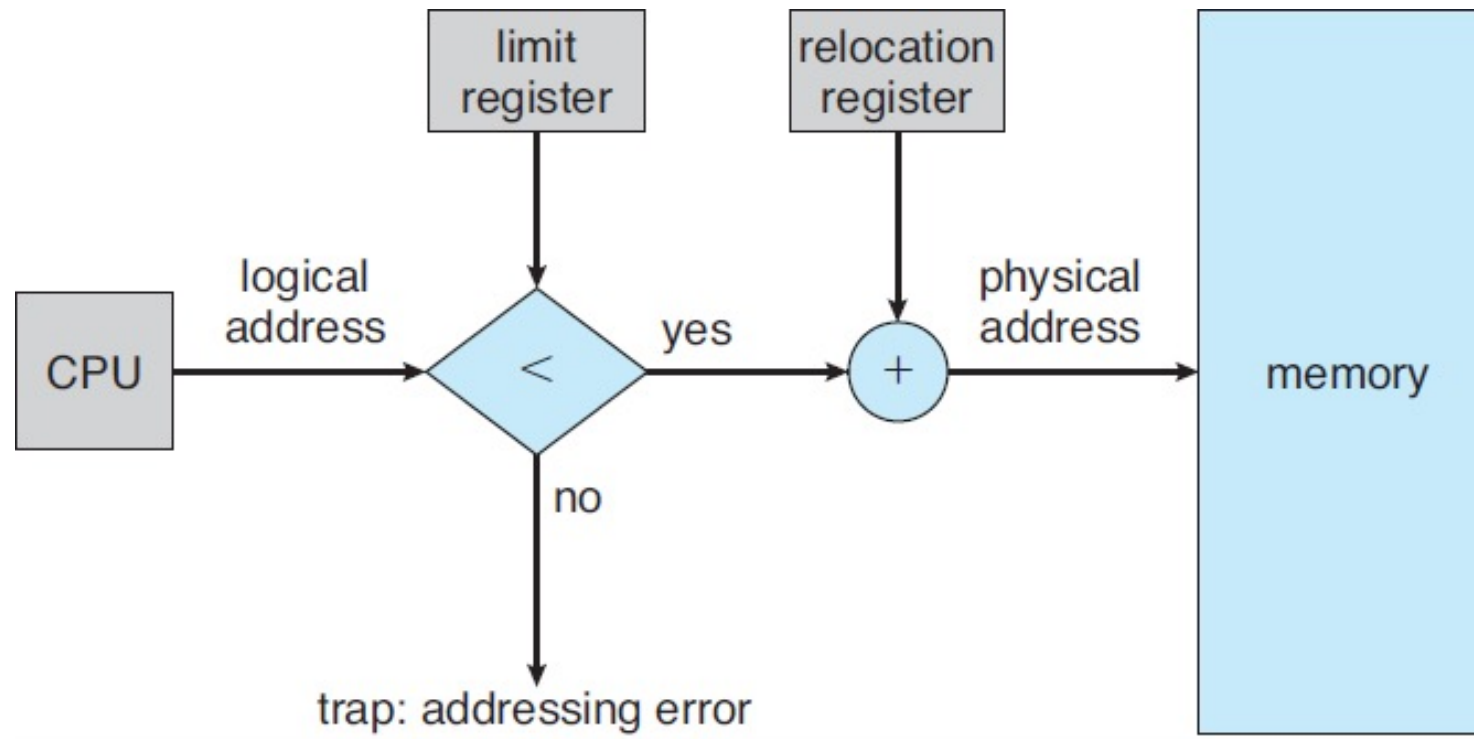 limit
register
relocation
register
logical
address
physical
address
CPU
<
yes
+
memory
no
trap: addressing error